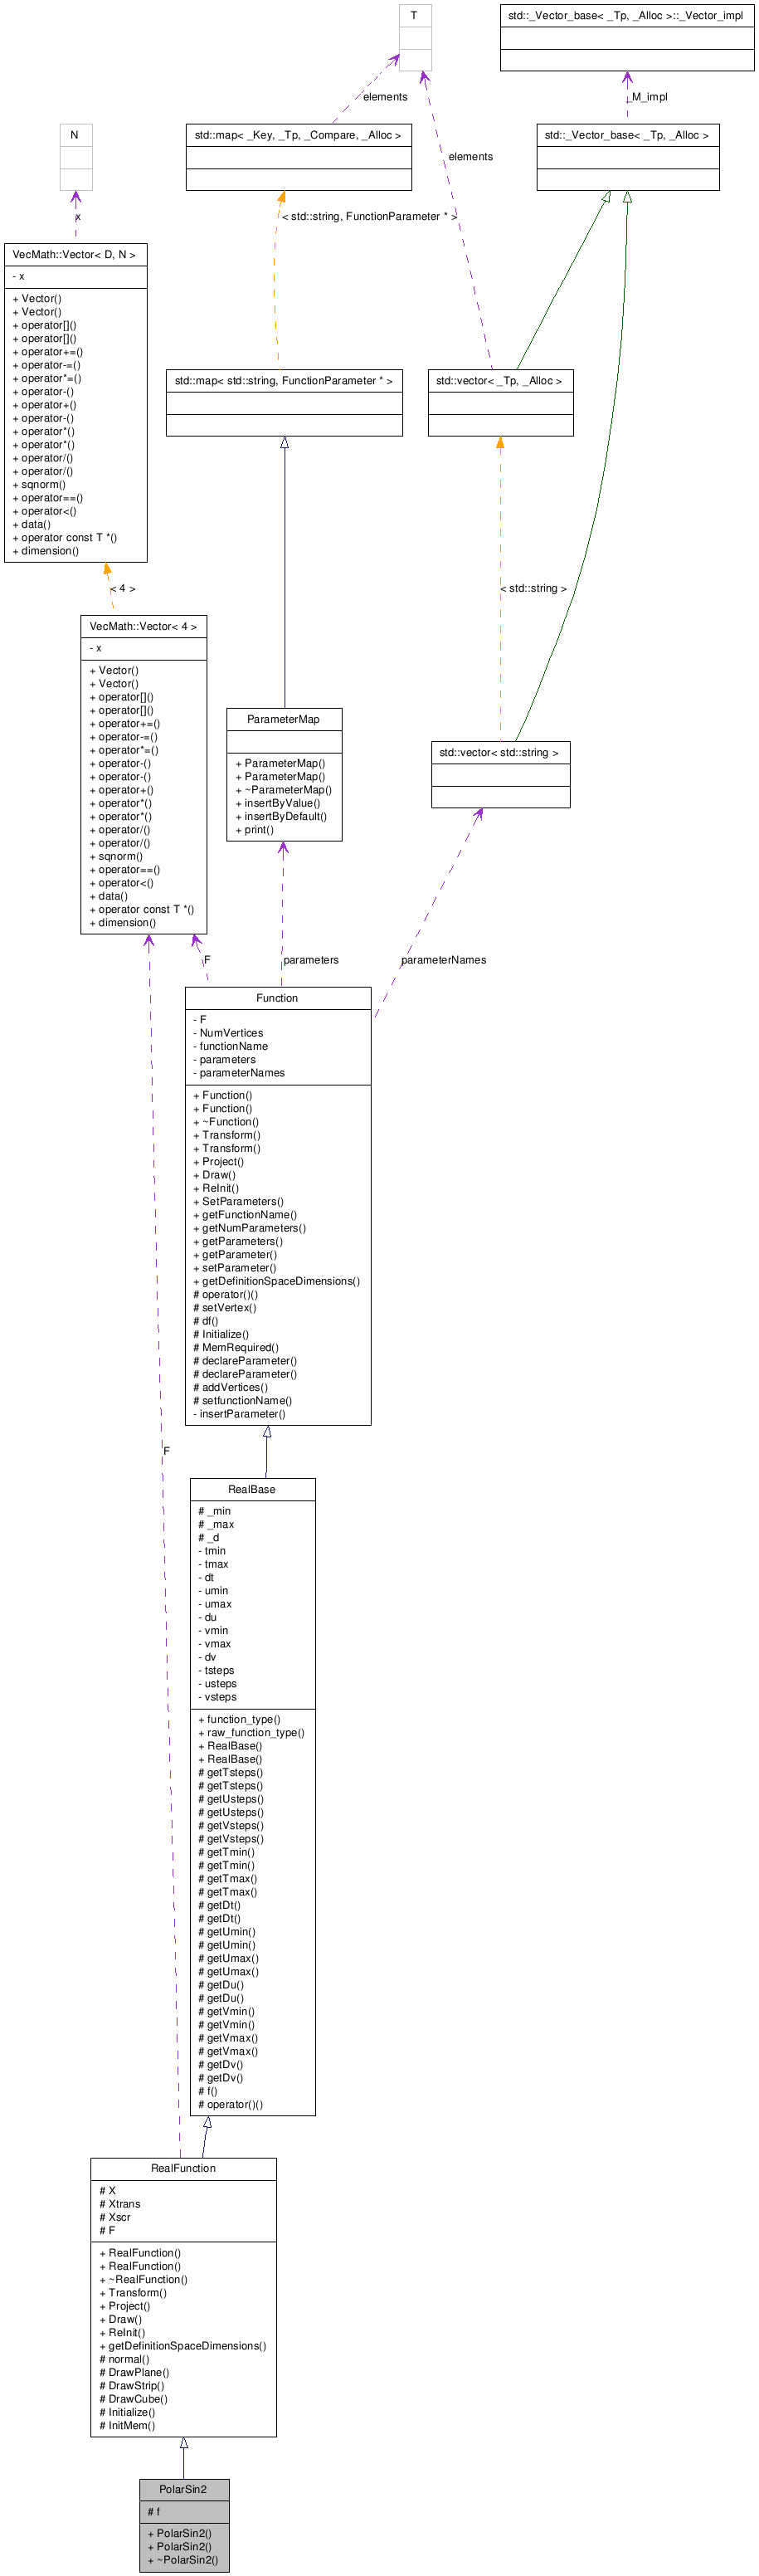 T
std::_Vector_base< _Tp, _Alloc >::_Vector_impl
elements
_M_impl
N
std::map< _Key, _Tp, _Compare, _Alloc >
std::_Vector_base< _Tp, _Alloc >
elements
x
< std::string, FunctionParameter * >
VecMath::Vector< D, N >
- x
+ Vector()
+ Vector()
+ operator[]()
+ operator[]()
+ operator+=()
+ operator-=()
+ operator*=()
+ operator-()
+ operator+()
+ operator-()
+ operator*()
+ operator*()
+ operator/()
+ operator/()
+ sqnorm()
+ operator==()
+ operator<()
+ data()
+ operator const T *()
+ dimension()
std::map< std::string, FunctionParameter * >
std::vector< _Tp, _Alloc >
< 4 >
< std::string >
VecMath::Vector< 4 >
- x
+ Vector()
+ Vector()
+ operator[]()
+ operator[]()
+ operator+=()
+ operator-=()
+ operator*=()
+ operator-()
+ operator-()
+ operator+()
+ operator*()
+ operator*()
+ operator/()
+ operator/()
+ sqnorm()
+ operator==()
+ operator<()
+ data()
+ operator const T *()
+ dimension()
ParameterMap
+ ParameterMap()
+ ParameterMap()
+ ~ParameterMap()
+ insertByValue()
+ insertByDefault()
+ print()
std::vector< std::string >
F
parameters
parameterNames
Function
- F
- NumVertices
- functionName
- parameters
- parameterNames
+ Function()
+ Function()
+ ~Function()
+ Transform()
+ Transform()
+ Project()
+ Draw()
+ ReInit()
+ SetParameters()
+ getFunctionName()
+ getNumParameters()
+ getParameters()
+ getParameter()
+ setParameter()
+ getDefinitionSpaceDimensions()
# operator()()
# setVertex()
# df()
# Initialize()
# MemRequired()
# declareParameter()
# declareParameter()
# addVertices()
# setfunctionName()
- insertParameter()
F
RealBase
# _min
# _max
# _d
- tmin
- tmax
- dt
- umin
- umax
- du
- vmin
- vmax
- dv
- tsteps
- usteps
- vsteps
+ function_type()
+ raw_function_type()
+ RealBase()
+ RealBase()
# getTsteps()
# getTsteps()
# getUsteps()
# getUsteps()
# getVsteps()
# getVsteps()
# getTmin()
# getTmin()
# getTmax()
# getTmax()
# getDt()
# getDt()
# getUmin()
# getUmin()
# getUmax()
# getUmax()
# getDu()
# getDu()
# getVmin()
# getVmin()
# getVmax()
# getVmax()
# getDv()
# getDv()
# f()
# operator()()
RealFunction
# X
# Xtrans
# Xscr
# F
+ RealFunction()
+ RealFunction()
+ ~RealFunction()
+ Transform()
+ Project()
+ Draw()
+ ReInit()
+ getDefinitionSpaceDimensions()
# normal()
# DrawPlane()
# DrawStrip()
# DrawCube()
# Initialize()
# InitMem()
PolarSin2
# f
+ PolarSin2()
+ PolarSin2()
+ ~PolarSin2()